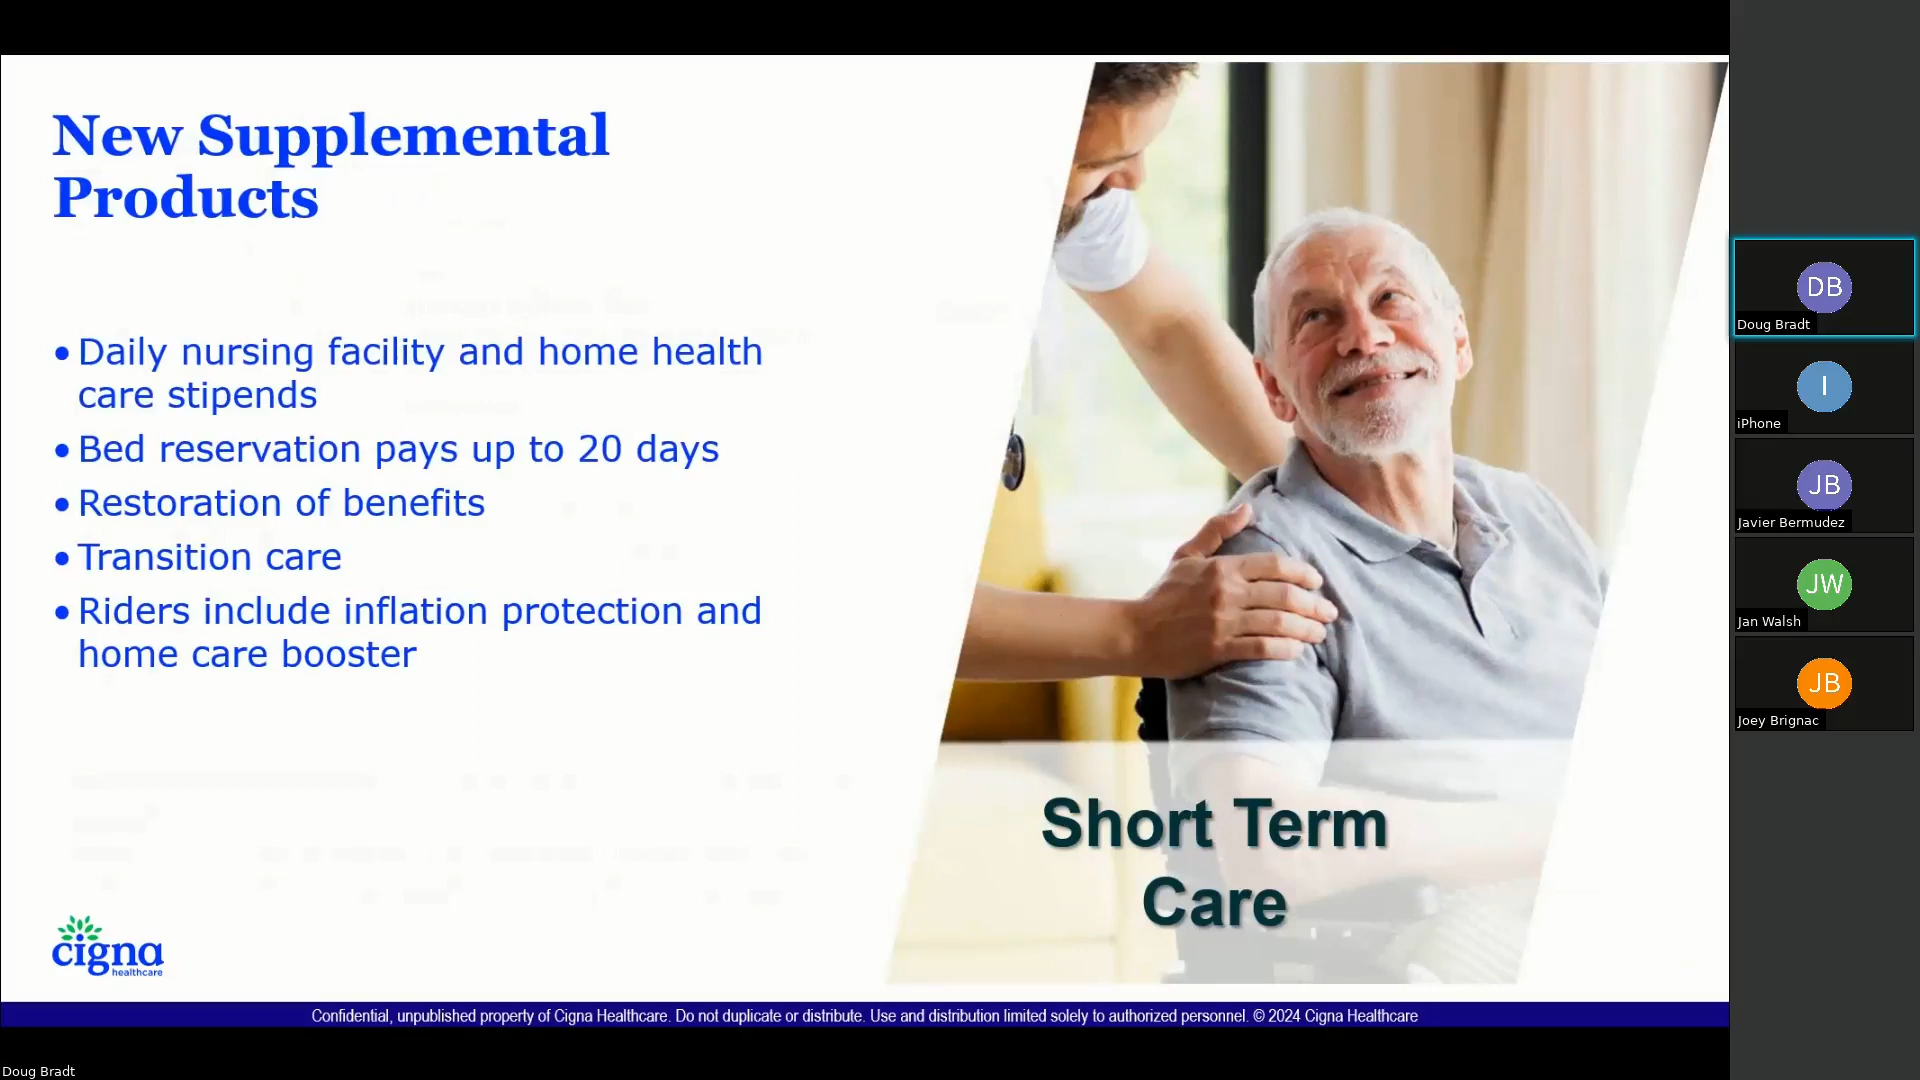 New Supplemental
Products
• Daily nursing facility and home health
care stipends
• Bed reservation pays up to 20 days
• Restoration of benefits
• Transition care
• Riders include inflation protection and
home care booster
Short Term
Care
cigna
healthcare
Confidential, unpublished property of Cigna Healthcare. Do not duplicate or distribute. Use and distribution limited solely to authorized personnel. © 2024 Cigna Healthcare
DB
Doug Bradt
I
iPhone
JB
Javier Bermudez
JW
Jan Walsh
JB
Joey Brignac
Doug Bradt